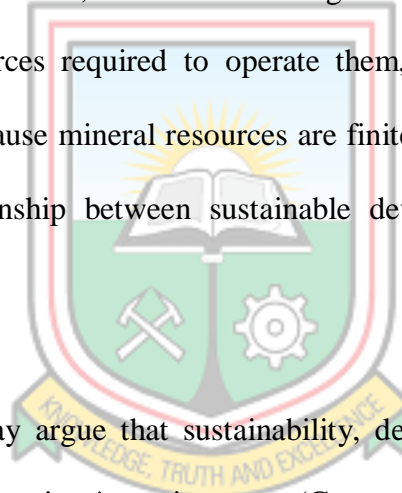 rces required to operate them,
ause mineral resources are finite
nship between sustainable de
ay argue that sustainability, de
KNOWLEDGE, TRUTH AND EXCELLENCE